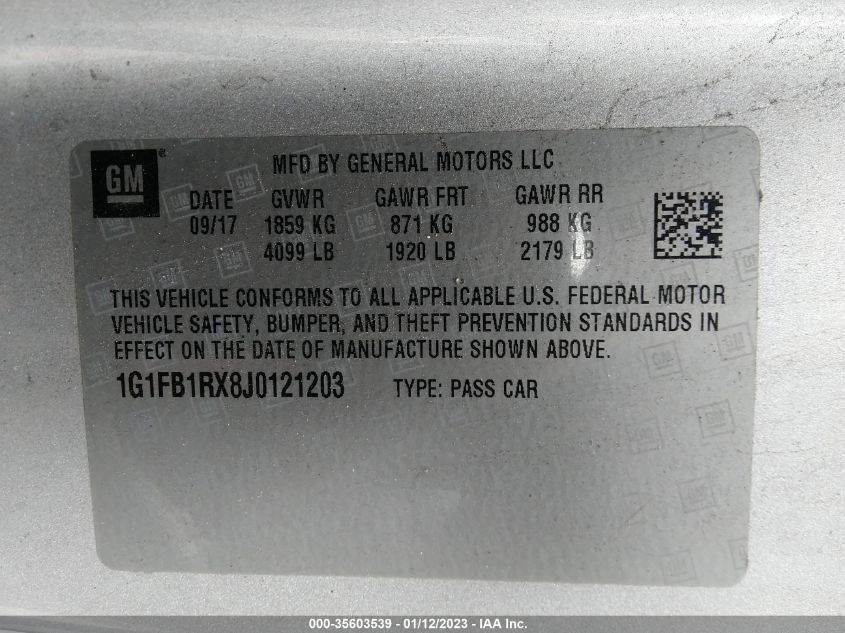 GM®
MFD BY GENERAL MOTORS LLC
DATE GVWR GAWR FRT GAWR RR
09/17 1859 KG 871 KG 988 KG
4099 LB 1920 LB 2179 LB
THIS VEHICLE CONFORMS TO ALL APPLICABLE U.S. FEDERAL MOTOR
VEHICLE SAFETY, BUMPER, AND THEFT PREVENTION STANDARDS IN
EFFECT ON THE DATE OF MANUFACTURE SHOWN ABOVE.
1G1FB1RX8J0121203 TYPE: PASS CAR
000-35603539 - 01/12/2023 - IAA Inc.